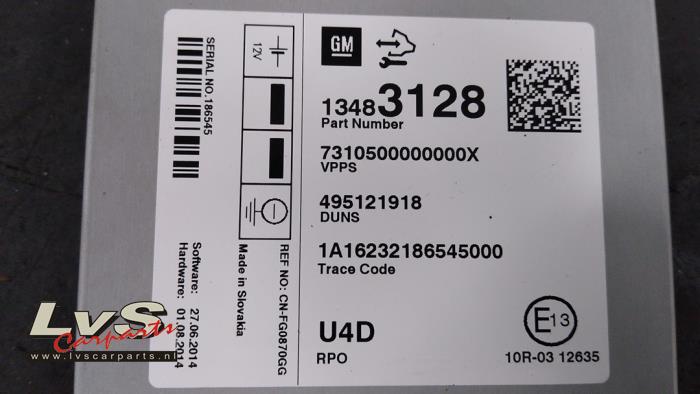 GM
13483128
Part Number
7310500000000X
VPPS
495121918
DUNS
1A16232186545000
Trace Code
U4D
RPO
E13
10R-03 12635
SERIAL NO.186545
12V
REF NO: CN-FG0870GG
Made in Slovakia
Software: 27.06.2014
Hardware: 01.08.2014
LvS
Carparts
www.lvscarparts.nl